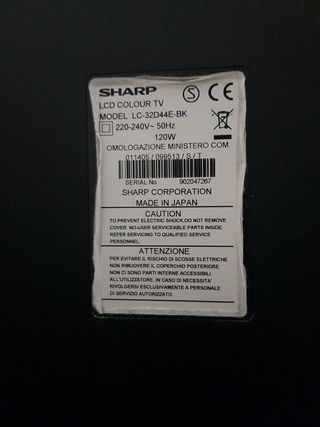 SHARP
LCD COLOUR TV
MODEL LC-32D44E-BK
220-240V~ 50Hz
120W
OMOLOGAZIONE MINISTERO COM.
011405 / 099513 / S / T
SERIAL No. 902047267
SHARP CORPORATION
MADE IN JAPAN
CAUTION
TO PREVENT ELECTRIC SHOCK,DO NOT REMOVE
COVER. NO-USER SERVICEABLE PARTS INSIDE.
REFER SERVICING TO QUALIFIED SERVICE
PERSONNEL.
ATTENZIONE
PER EVITARE IL RISCHIO DI SCOSSE ELETTRICHE
NON RIMUOVERE IL COPERCHIO POSTERIORE.
NON CI SONO PARTI INTERNE ACCESSIBILI
ALL'UTILIZZATORE. IN CASO DI NECESSITA'
RIVOLGERSI ESCLUSIVAMENTE A PERSONALE
DI SERVIZIO AUTORIZZATO.